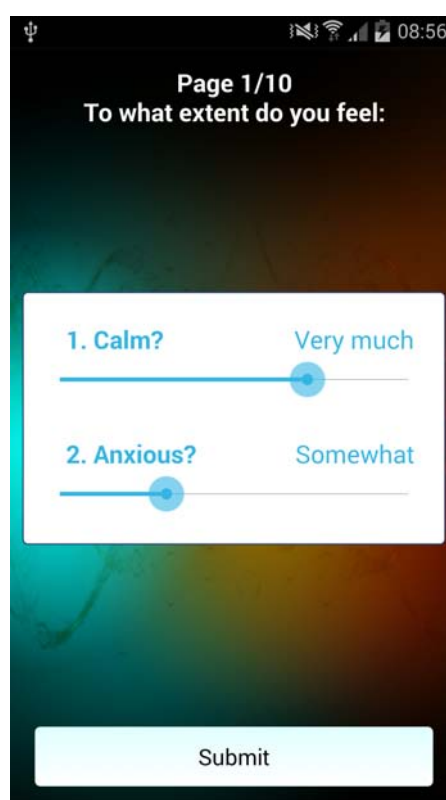 08:56
Page 1/10
To what extent do you feel:
1. Calm? Very much
2. Anxious? Somewhat
Submit